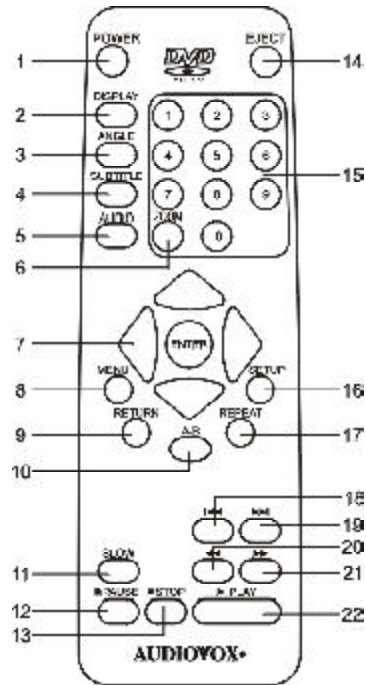 POWER
EJECT
1
DVD
14
DISPLAY
2
1 2 3
ANGLE
3
4 5 6
SUBTITLE
15
4
7 8 9
AUDIO
5
0
6
7
ENTER
MENU
SETUP
8
16
RETURN
REPEAT
9
A-B
17
10
18
19
20
SLOW
21
11
PAUSE
STOP
PLAY
12
22
13
AUDIOVOX